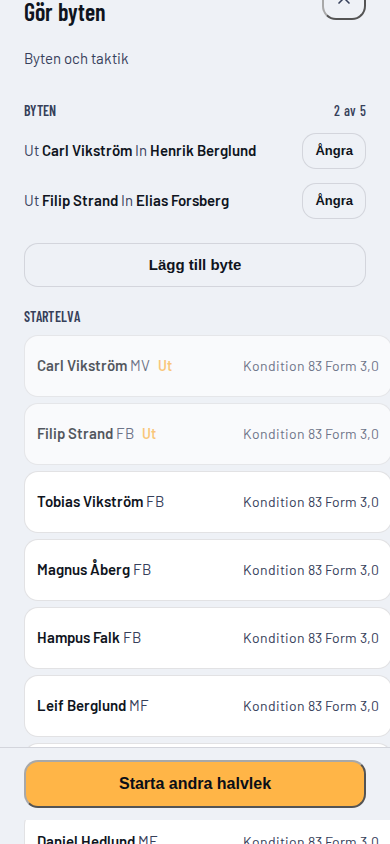 Gör byten
Byten och taktik
BYTEN 2 av 5
Ut Carl Vikström In Henrik Berglund Ångra
Ut Filip Strand In Elias Forsberg Ångra
Lägg till byte
STARTELVA
Carl Vikström MV Ut Kondition 83 Form 3,0
Filip Strand FB Ut Kondition 83 Form 3,0
Tobias Vikström FB Kondition 83 Form 3,0
Magnus Åberg FB Kondition 83 Form 3,0
Hampus Falk FB Kondition 83 Form 3,0
Leif Berglund MF Kondition 83 Form 3,0
Starta andra halvlek
Daniel Hedlund MF Kondition 83 Form 3,0